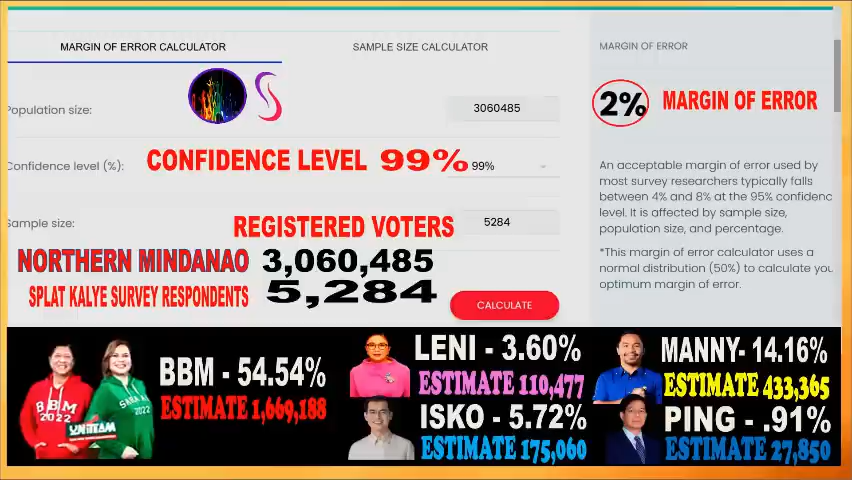 MARGIN OF ERROR CALCULATOR
SAMPLE SIZE CALCULATOR
MARGIN OF ERROR
Population size:
3060485
2% MARGIN OF ERROR
Confidence level (%):
CONFIDENCE LEVEL 99%
99%
An acceptable margin of error used by
most survey researchers typically falls
between 4% and 8% at the 95% confidenc
level. It is affected by sample size,
population size, and percentage.
Sample size:
REGISTERED VOTERS
5284
NORTHERN MINDANAO 3,060,485
SPLAT KALYE SURVEY RESPONDENTS 5,284
CALCULATE
*This margin of error calculator uses a
normal distribution (50%) to calculate you
optimum margin of error.
BBM
2022
SARA
2022
UNITEAM
BBM - 54.54%
ESTIMATE 1,669,188
LENI - 3.60%
ESTIMATE 110,477
ISKO - 5.72%
ESTIMATE 175,060
MANNY- 14.16%
ESTIMATE 433,365
PING - .91%
ESTIMATE 27,850